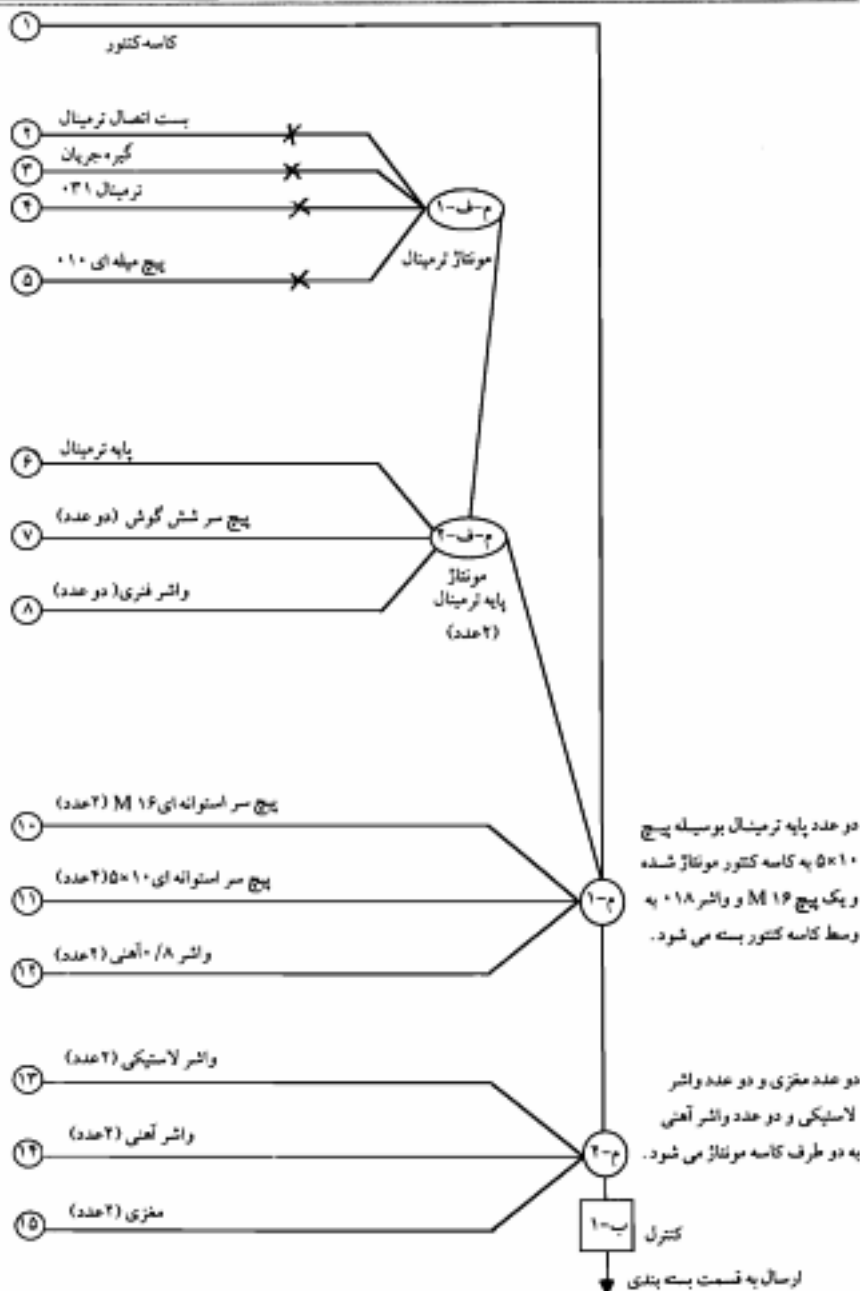 ۱
کاسه کنتور
۲ بست اتصال ترمینال
۳ گیره جریان
۴ ترمینال ۰۳۱
م-ف-۱
مونتاژ ترمینال
۵ پیچ میله ای ۰۱۰
۶ پایه ترمینال
۷ پیچ سر شش گوش (دو عدد)
م-ف-۲
مونتاژ
پایه ترمینال
(۲عدد)
۸ واشر فنری( دو عدد)
۱۰ پیچ سر استوانه ای M ۱۶ (۲عدد)
۱۱ پیچ سر استوانه ای ۱۰×۵(۴عدد)
۱۲ واشر ۰/۸ آهنی (۲عدد)
م-۱
دو عدد پایه ترمینال بوسیله پیچ
۵×۱۰ به کاسه کنتور مونتاژ شده
و یک پیچ M ۱۶ و واشر ۰۱۸ به
وسط کاسه کنتور بسته می شود.
۱۳ واشر لاستیکی (۲عدد)
۱۴ واشر آهنی (۲عدد)
۱۵ مغزی (۲عدد)
م-۲
دو عدد مغزی و دو عدد واشر
لاستیکی و دو عدد واشر آهنی
به دو طرف کاسه مونتاژ می شود.
ب-۱ کنترل
ارسال به قسمت بسته بندی